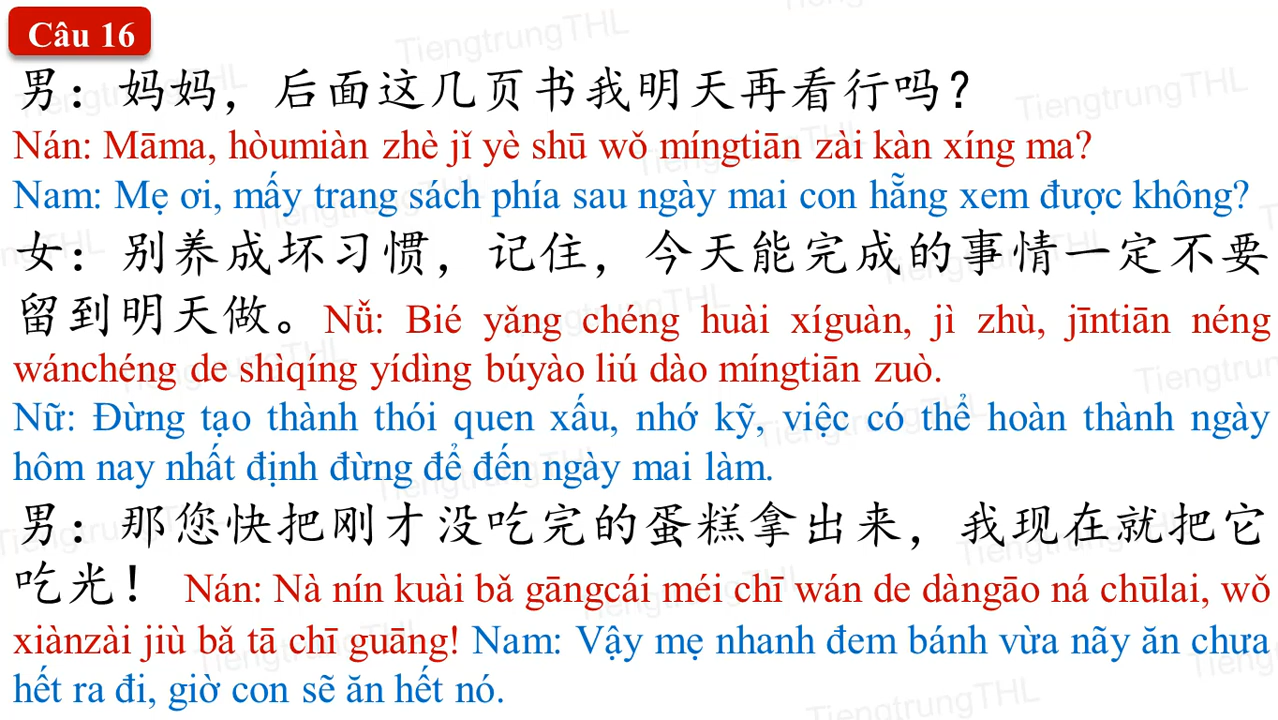 Câu 16
男：妈妈，后面这几页书我明天再看行吗？
Nán: Māma, hòumiàn zhè jǐ yè shū wǒ míngtiān zài kàn xíng ma?
Nam: Mẹ ơi, mấy trang sách phía sau ngày mai con hẵng xem được không?
女：别养成坏习惯，记住，今天能完成的事情一定不要
留到明天做。Nǚ: Bié yǎng chéng huài xíguàn, jì zhù, jīntiān néng
wánchéng de shìqíng yídìng búyào liú dào míngtiān zuò.
Nữ: Đừng tạo thành thói quen xấu, nhớ kỹ, việc có thể hoàn thành ngày
hôm nay nhất định đừng để đến ngày mai làm.
男：那您快把刚才没吃完的蛋糕拿出来，我现在就把它
吃光！ Nán: Nà nín kuài bǎ gāngcái méi chī wán de dàngāo ná chūlai, wǒ
xiànzài jiù bǎ tā chī guāng! Nam: Vậy mẹ nhanh đem bánh vừa nãy ăn chưa
hết ra đi, giờ con sẽ ăn hết nó.